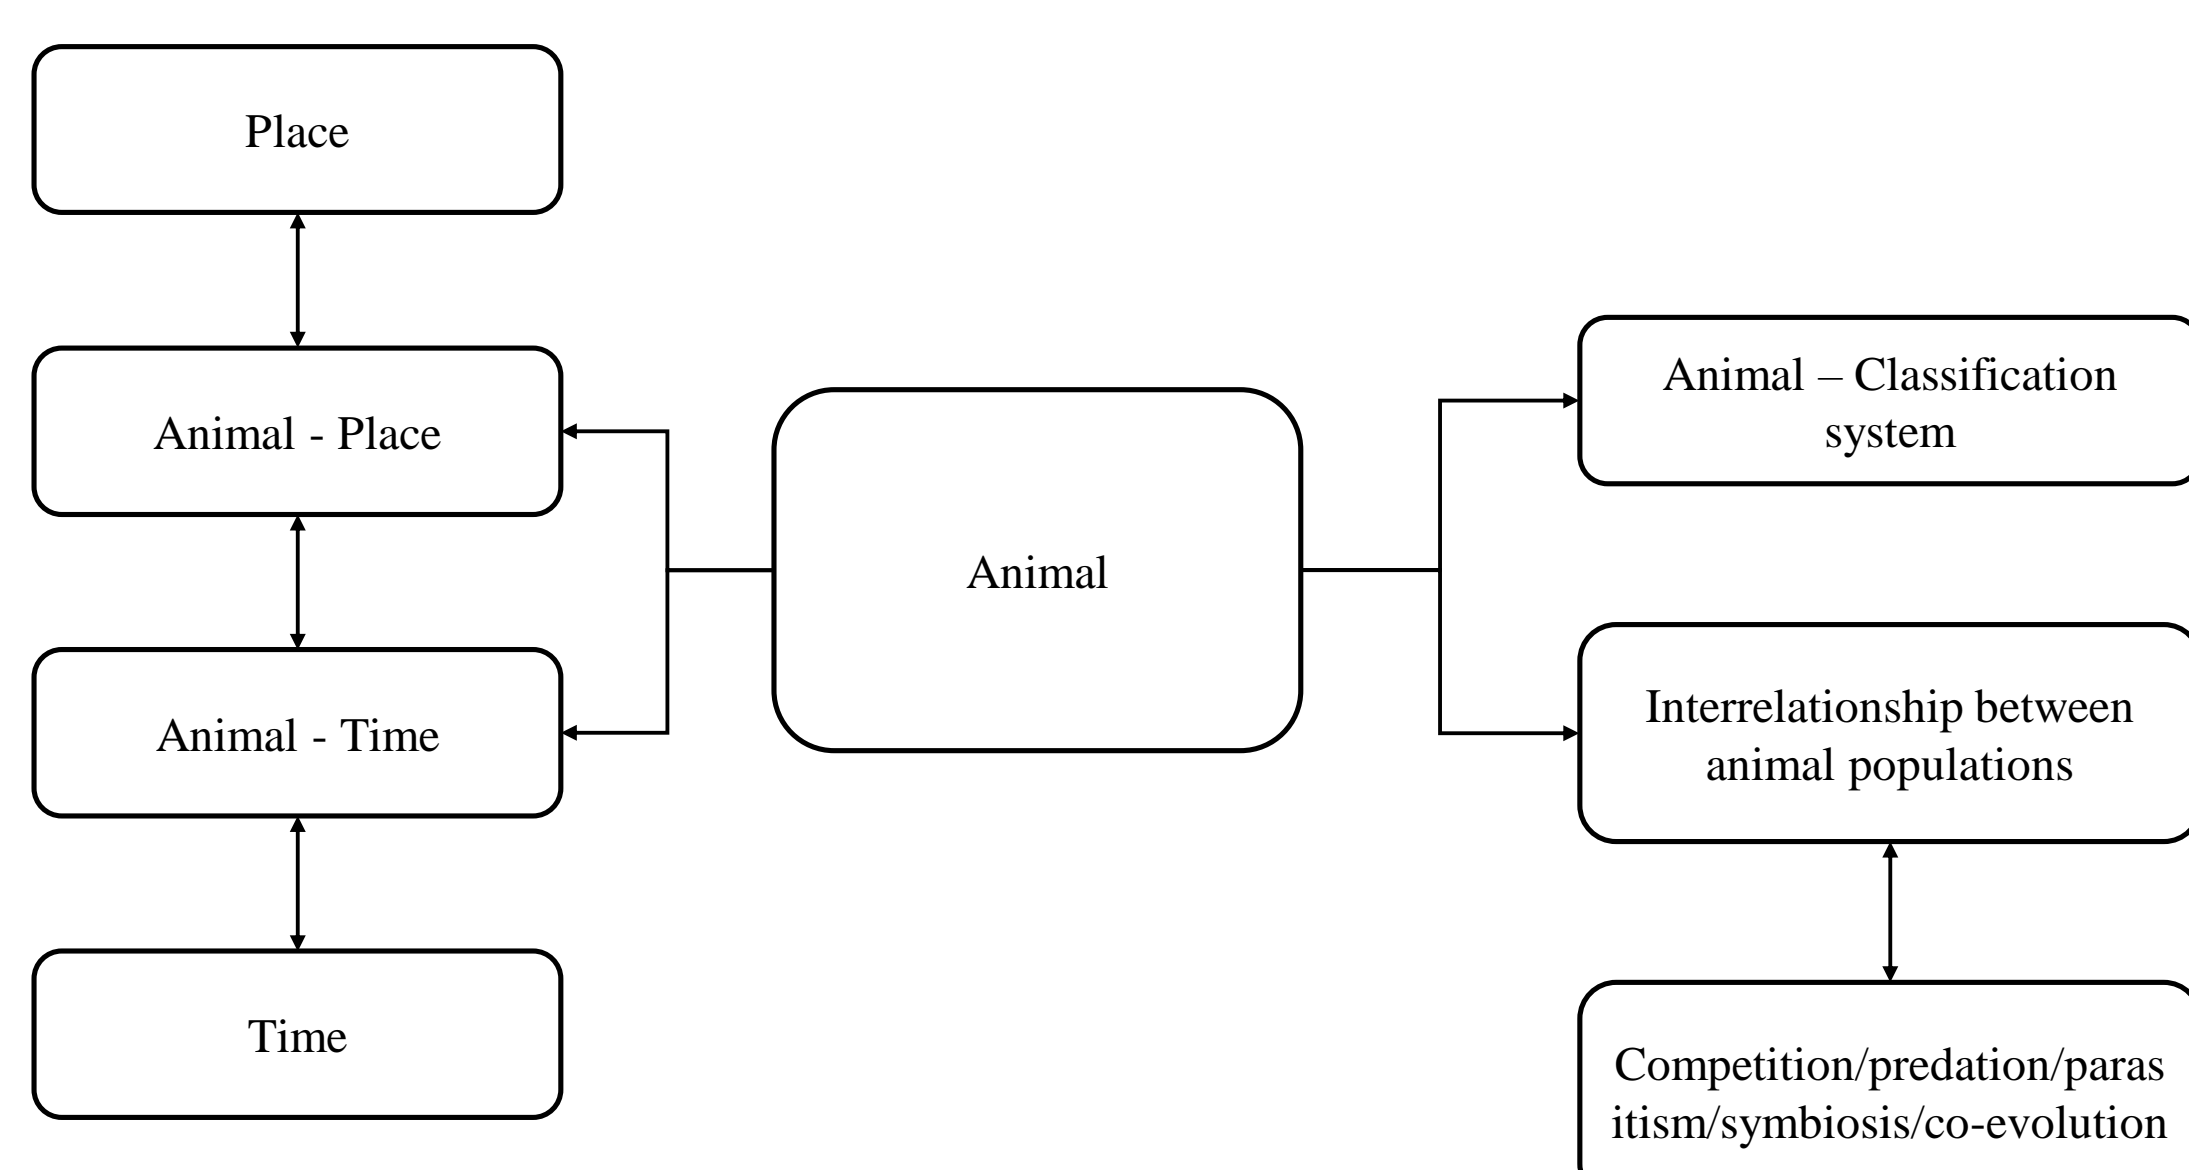 Place
Animal - Place
Animal - Time
Time
Animal
Animal – Classification
system
Interrelationship between
animal populations
Competition/predation/paras
itism/symbiosis/co-evolution